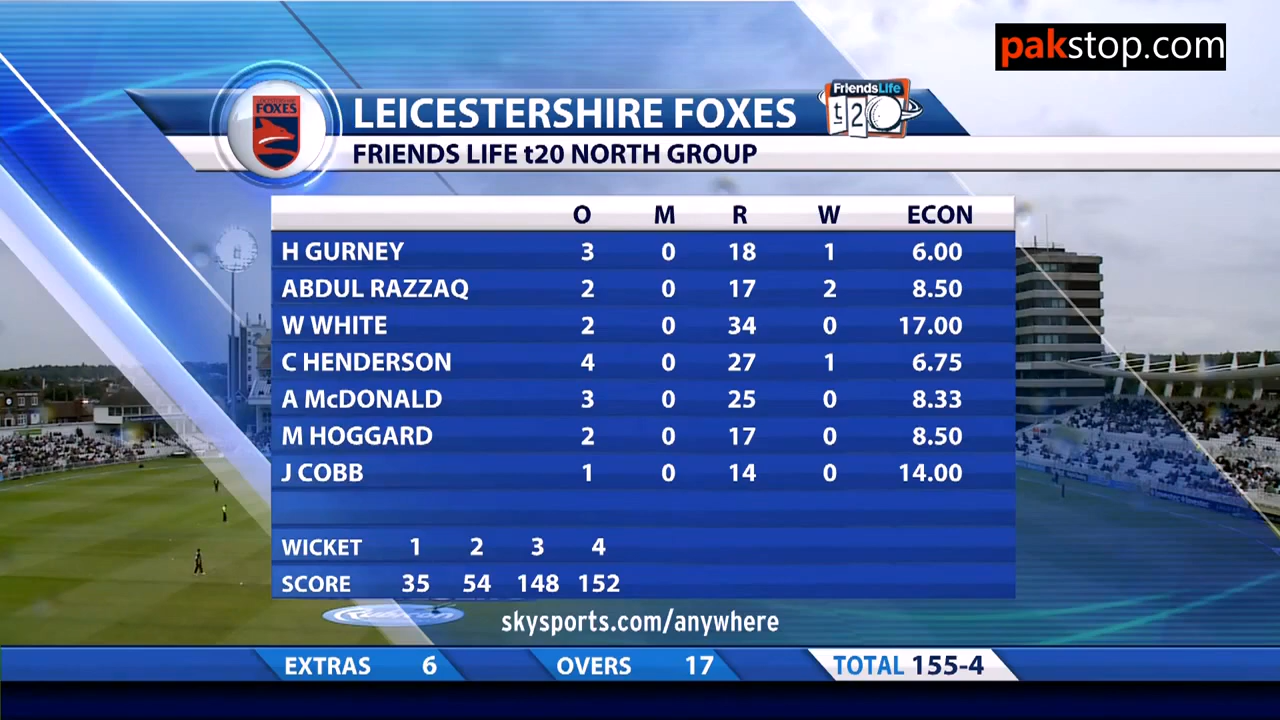 pakstop.com
FOXES
LEICESTERSHIRE FOXES
FriendsLife
t20
FRIENDS LIFE t20 NORTH GROUP
O M R W ECON
H GURNEY 3 0 18 1 6.00
ABDUL RAZZAQ 2 0 17 2 8.50
W WHITE 2 0 34 0 17.00
C HENDERSON 4 0 27 1 6.75
A McDONALD 3 0 25 0 8.33
M HOGGARD 2 0 17 0 8.50
J COBB 1 0 14 0 14.00
WICKET 1 2 3 4
SCORE 35 54 148 152
skysports.com/anywhere
EXTRAS 6 OVERS 17 TOTAL 155-4